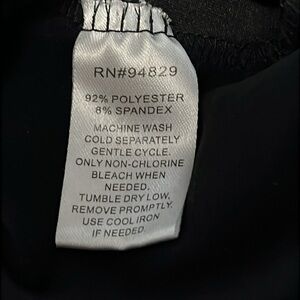 RN#94829
92% POLYESTER
8% SPANDEX
MACHINE WASH
COLD SEPARATELY
GENTLE CYCLE.
ONLY NON-CHLORINE
BLEACH WHEN
NEEDED.
TUMBLE DRY LOW,
REMOVE PROMPTLY.
USE COOL IRON
IF NEEDED.